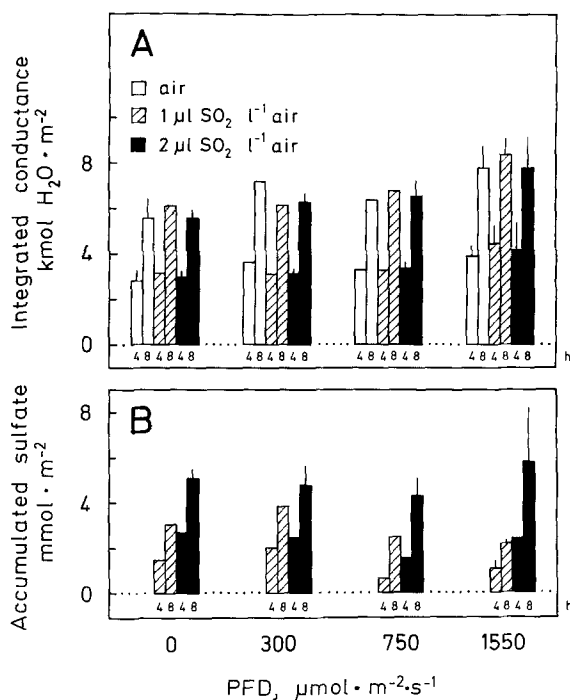 A
Integrated conductance
kmol H₂O · m⁻²
air
1 µl SO₂ l⁻¹ air
2 µl SO₂ l⁻¹ air
8
4
0
4 8 4 8 4 8 4 8 4 8 4 8 4 8 4 8 4 8 4 8 4 8 4 8 h
B
Accumulated sulfate
mmol · m⁻²
8
4
0
4 8 4 8 4 8 4 8 4 8 4 8 4 8 4 8 h
0 300 750 1550
PFD, µmol · m⁻² · s⁻¹